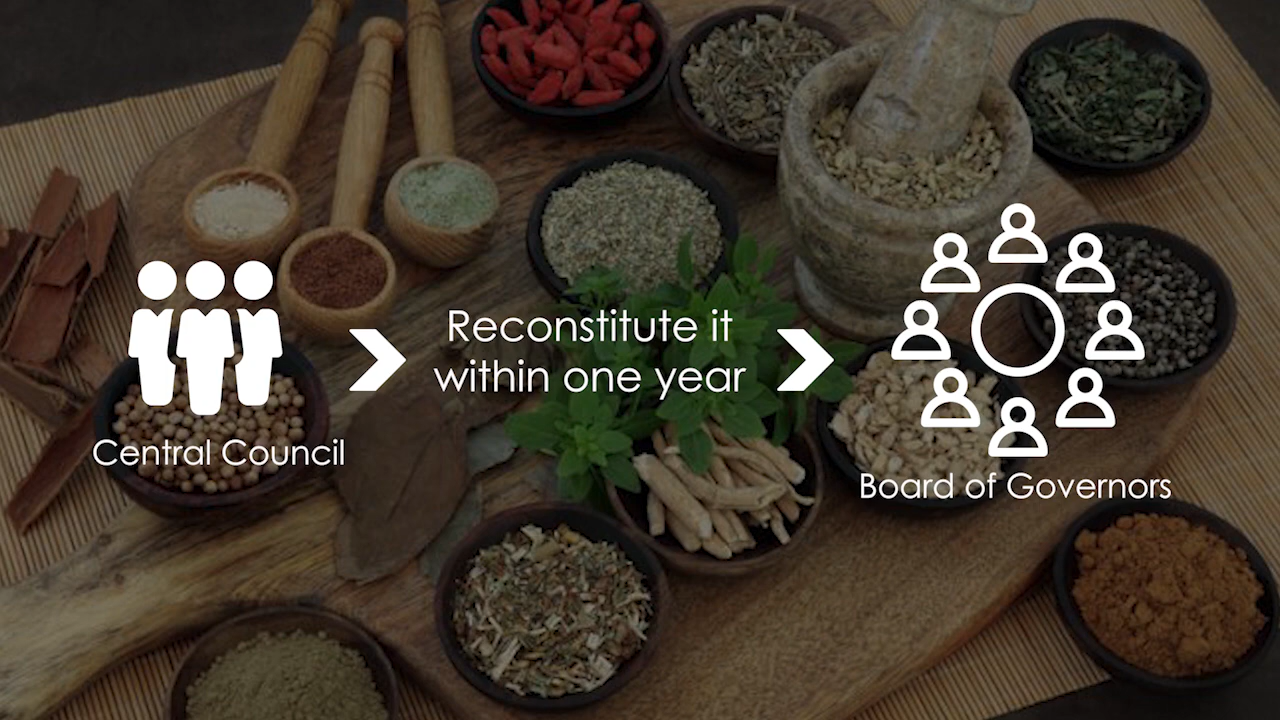 Central Council
Reconstitute it
within one year
Board of Governors